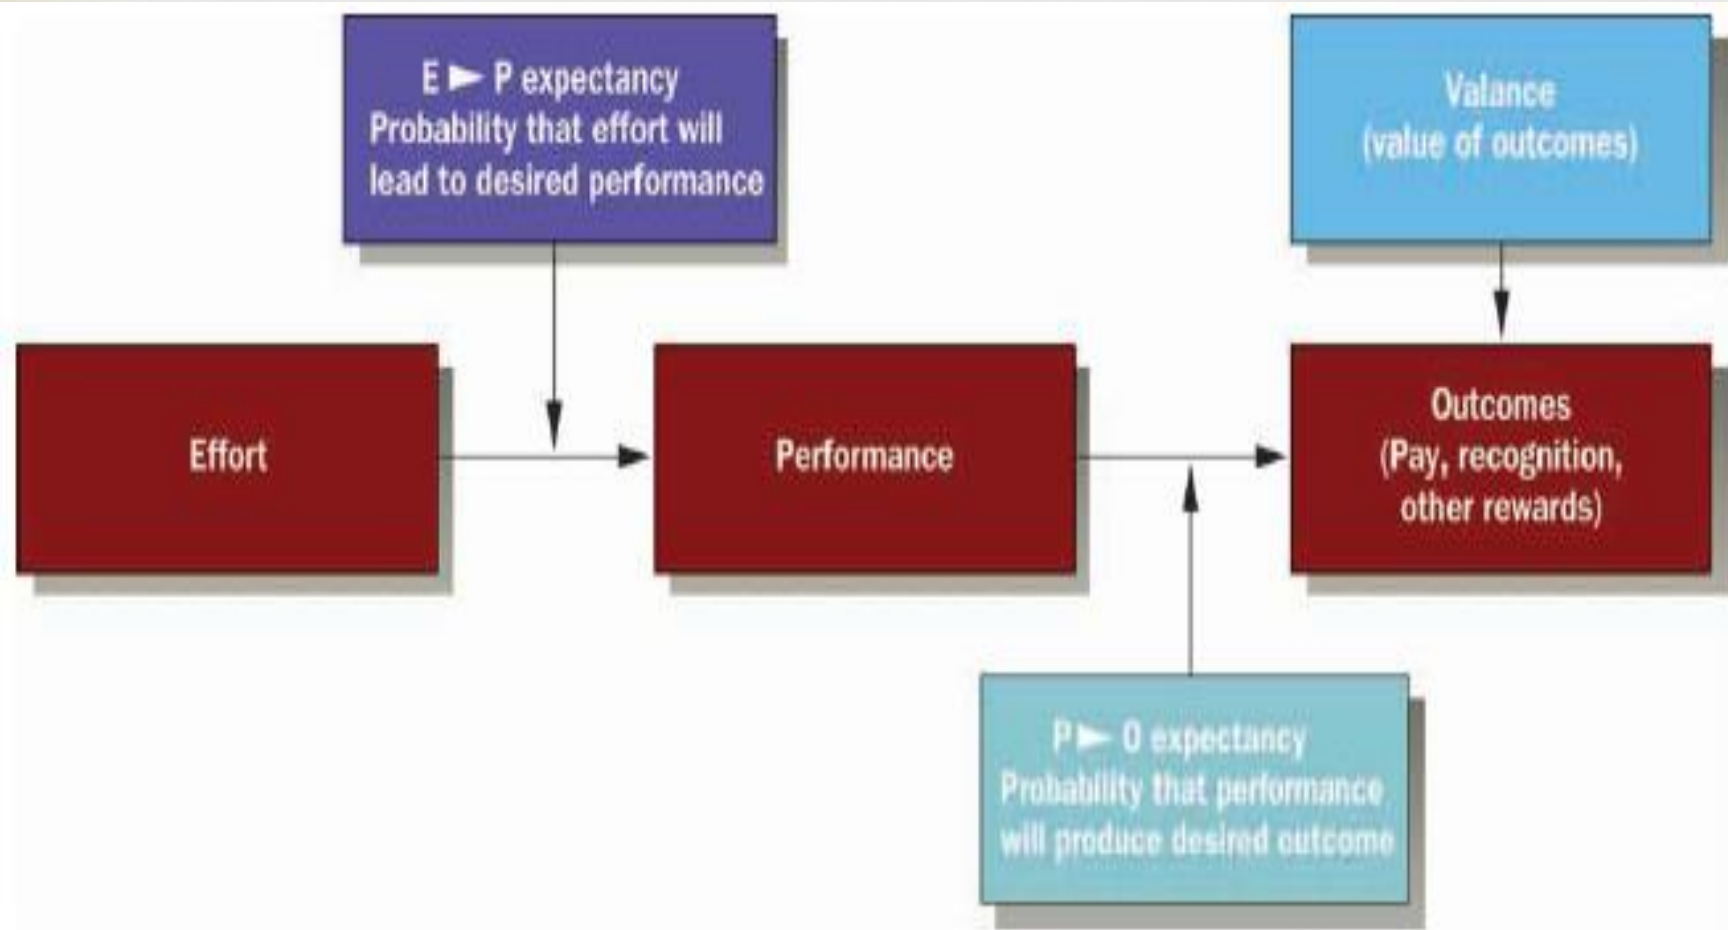 E ► P expectancy
Probability that effort will
lead to desired performance
Valance
(value of outcomes)
Effort
Performance
Outcomes
(Pay, recognition,
other rewards)
P ► O expectancy
Probability that performance
will produce desired outcome